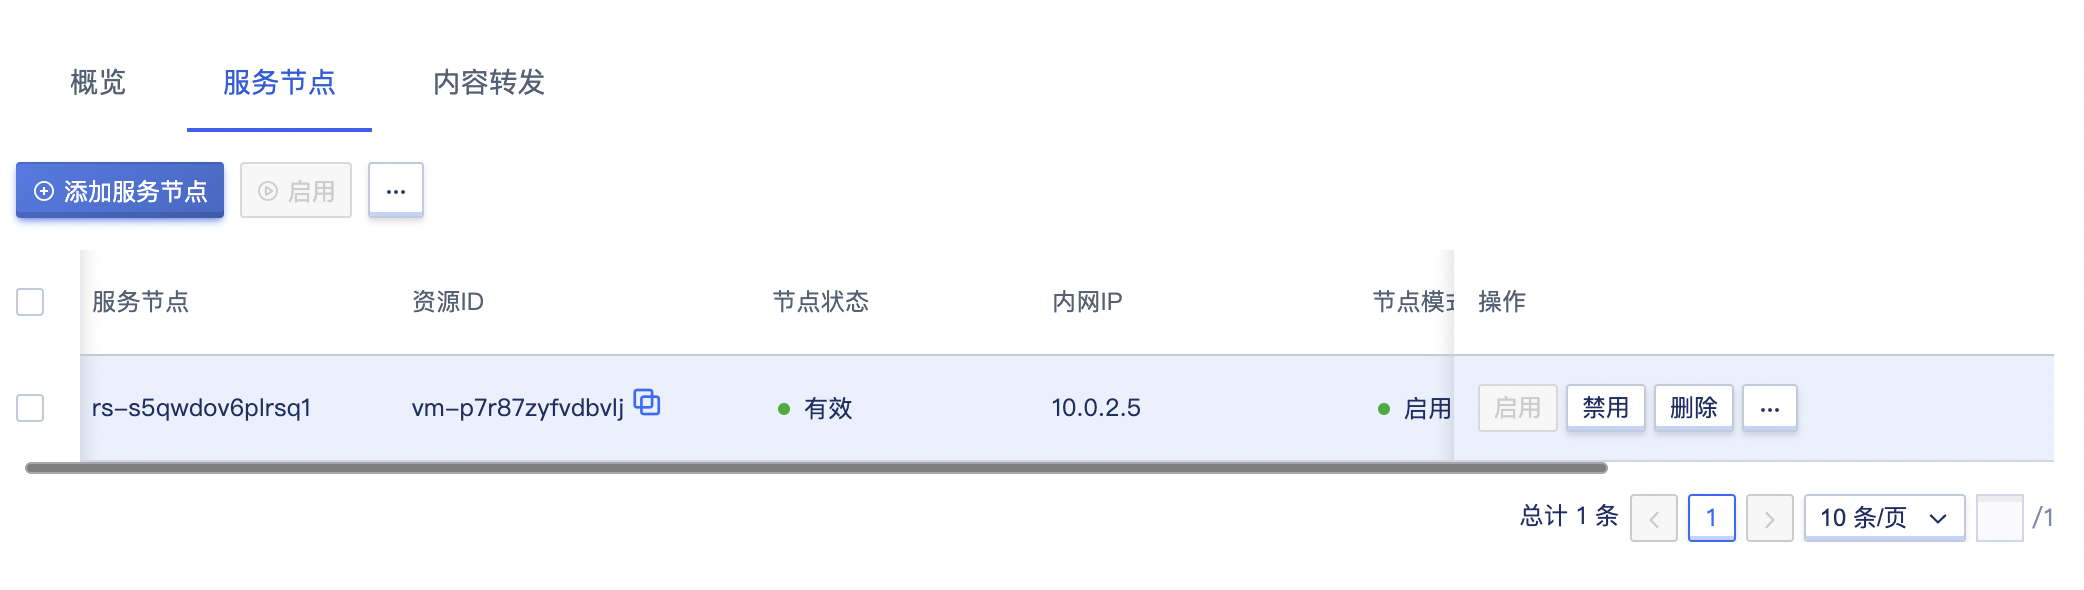 概览 服务节点 内容转发
添加服务节点 启用 ...
服务节点 资源ID 节点状态 内网IP 节点模式 操作
rs-s5qwdov6plrsq1 vm-p7r87zyfvdbvlj 有效 10.0.2.5 启用 启用 禁用 删除 ...
总计 1 条 1 10 条/页 /1